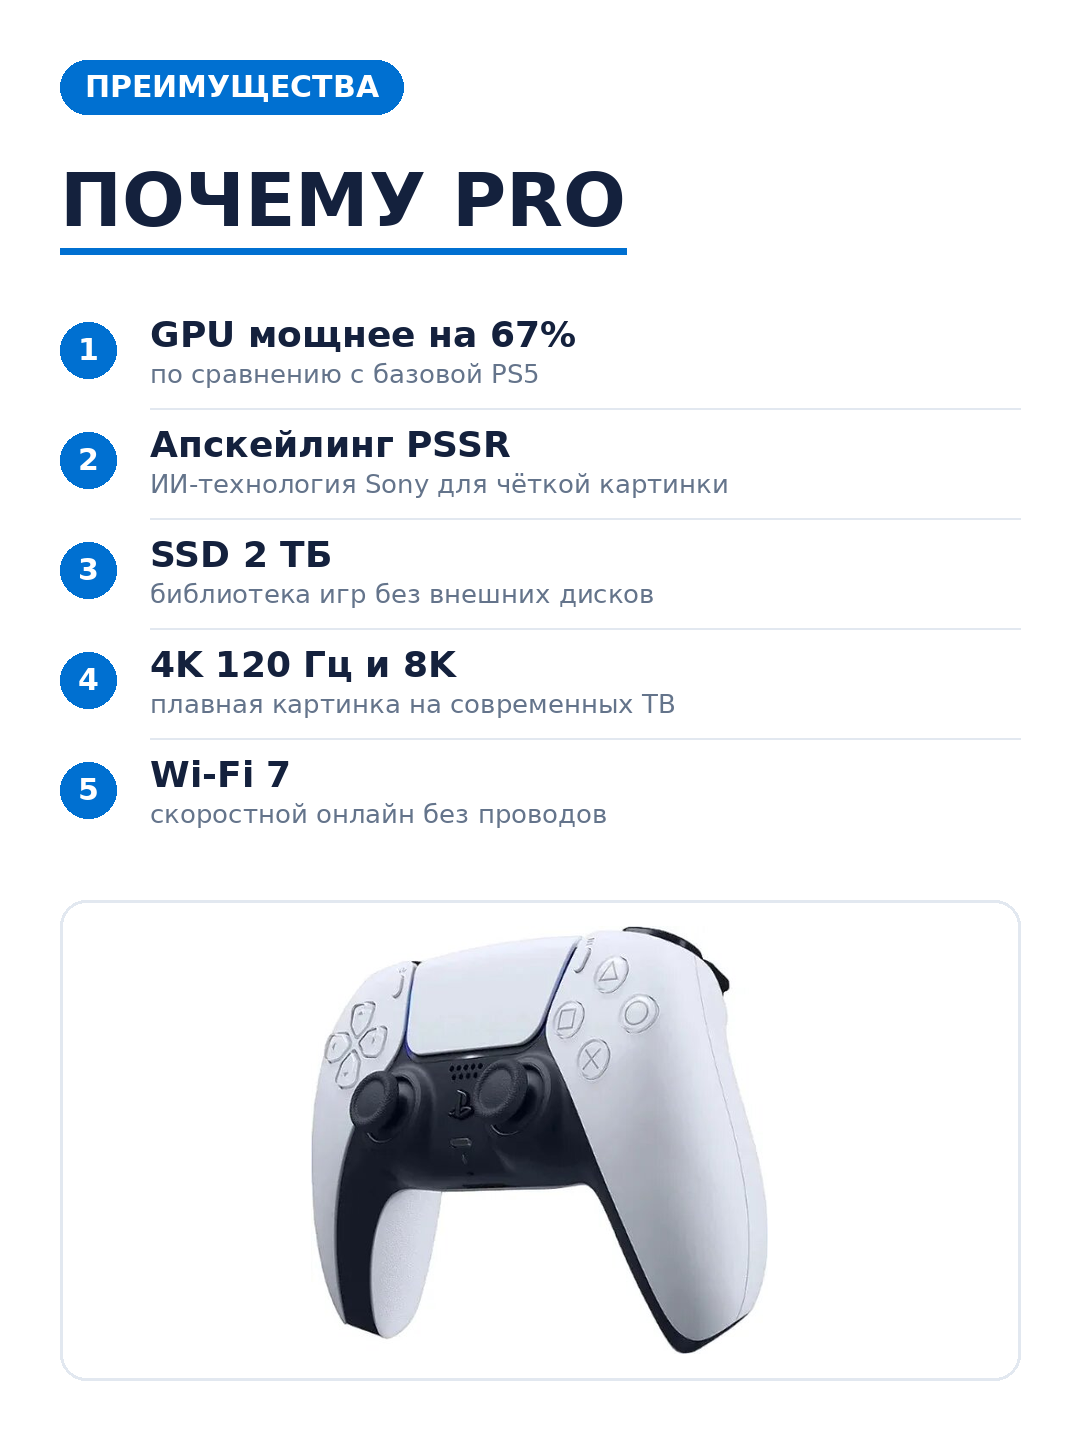 ПРЕИМУЩЕСТВА
ПОЧЕМУ PRO
1
GPU мощнее на 67%
по сравнению с базовой PS5
2
Апскейлинг PSSR
ИИ-технология Sony для чёткой картинки
3
SSD 2 ТБ
библиотека игр без внешних дисков
4
4K 120 Гц и 8K
плавная картинка на современных ТВ
5
Wi-Fi 7
скоростной онлайн без проводов